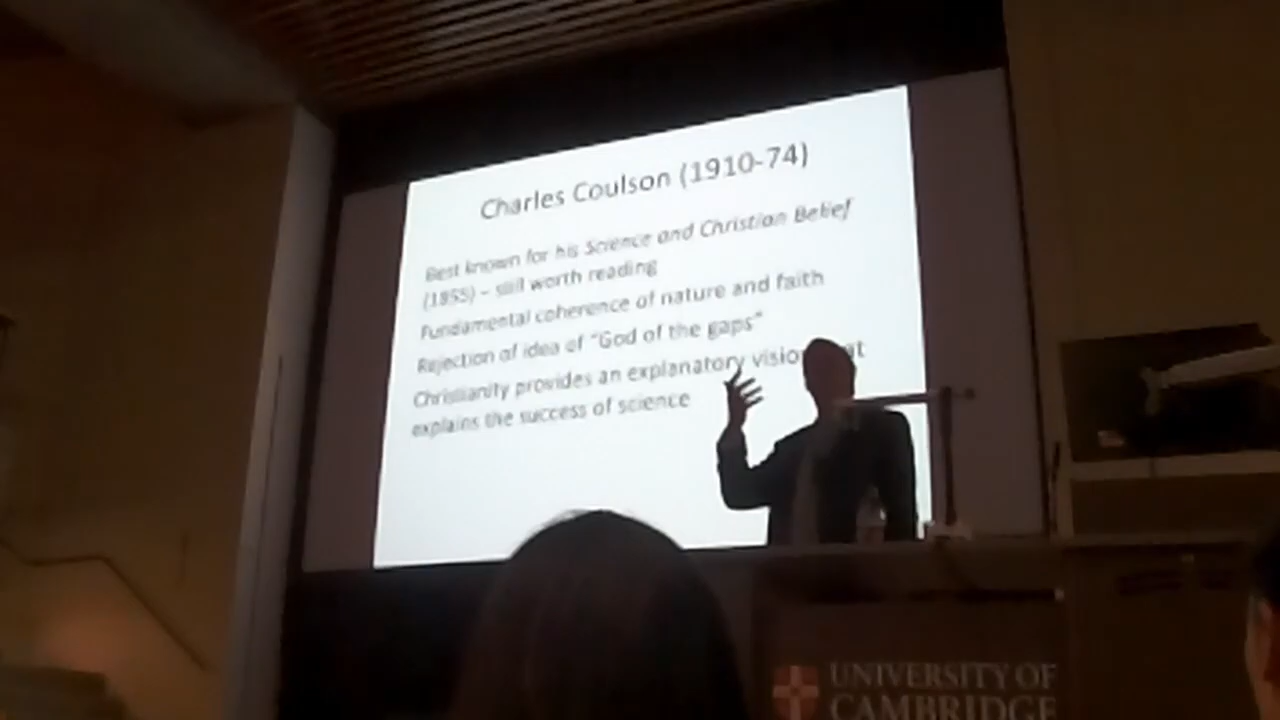 Charles Coulson (1910-74)
Best known for his Science and Christian Belief
(1955) – still worth reading
Fundamental coherence of nature and faith
Rejection of idea of "God of the gaps"
Christianity provides an explanatory
explains the success of science
UNIVERSITY OF
CAMBRIDGE